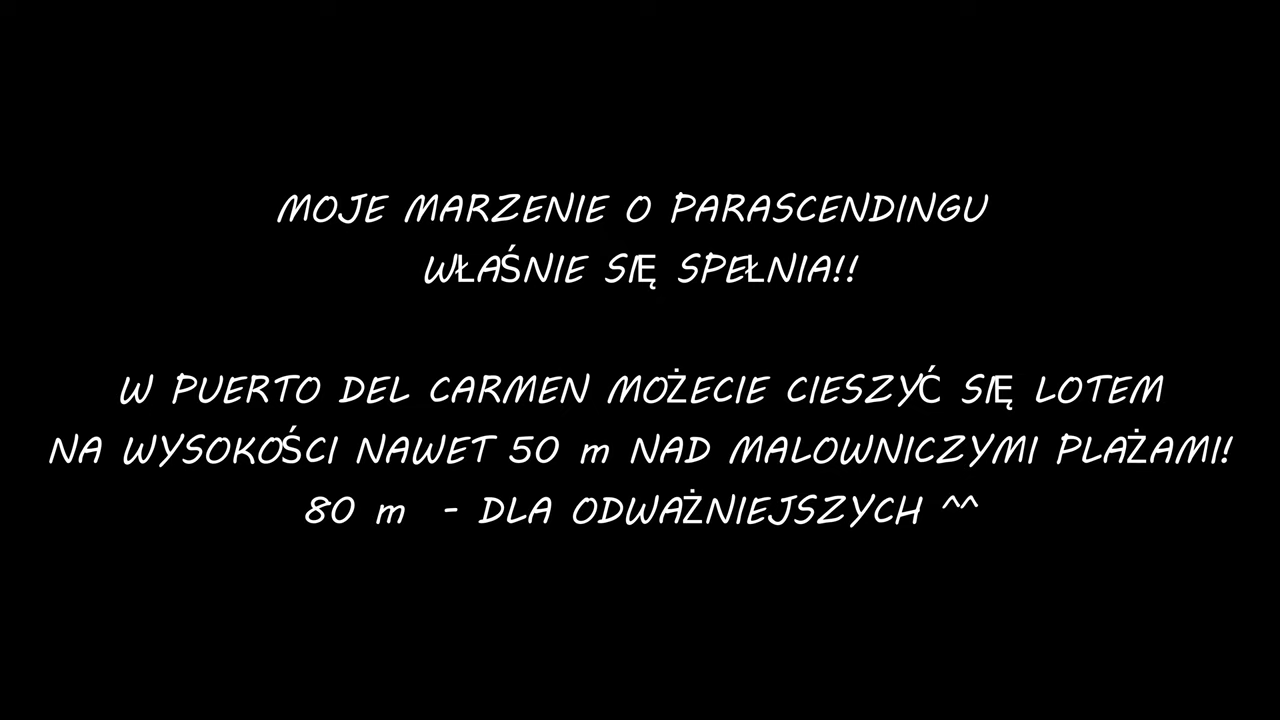 MOJE MARZENIE O PARASCENDINGU
WŁAŚNIE SIĘ SPEŁNIA!!
W PUERTO DEL CARMEN MOŻECIE CIESZYĆ SIĘ LOTEM
NA WYSOKOŚCI NAWET 50 m NAD MALOWNICZYMI PLAŻAMI!
80 m - DLA ODWAŻNIEJSZYCH ^^